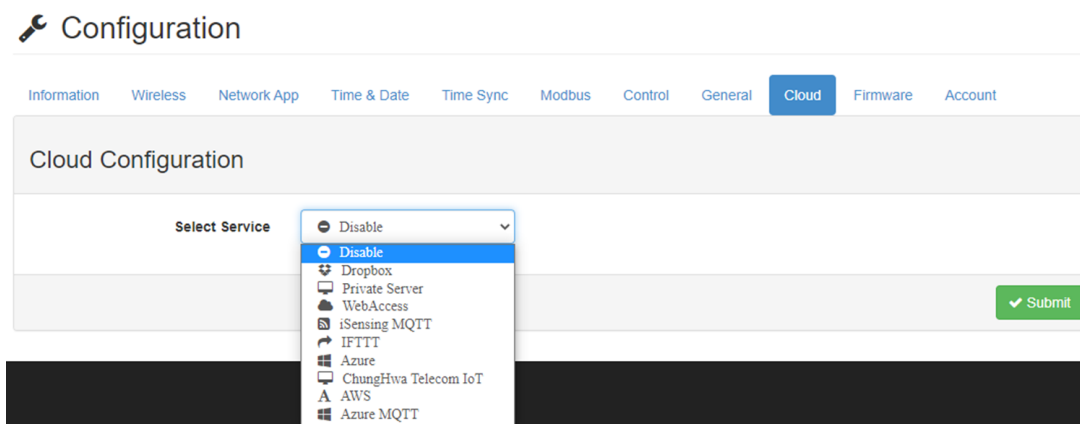 Configuration
Information Wireless Network App Time & Date Time Sync Modbus Control General Cloud Firmware Account
Cloud Configuration
Select Service Disable
Disable
Dropbox
Private Server
WebAccess
iSensing MQTT
IFTTT
Azure
ChungHwa Telecom IoT
AWS
Azure MQTT
Submit